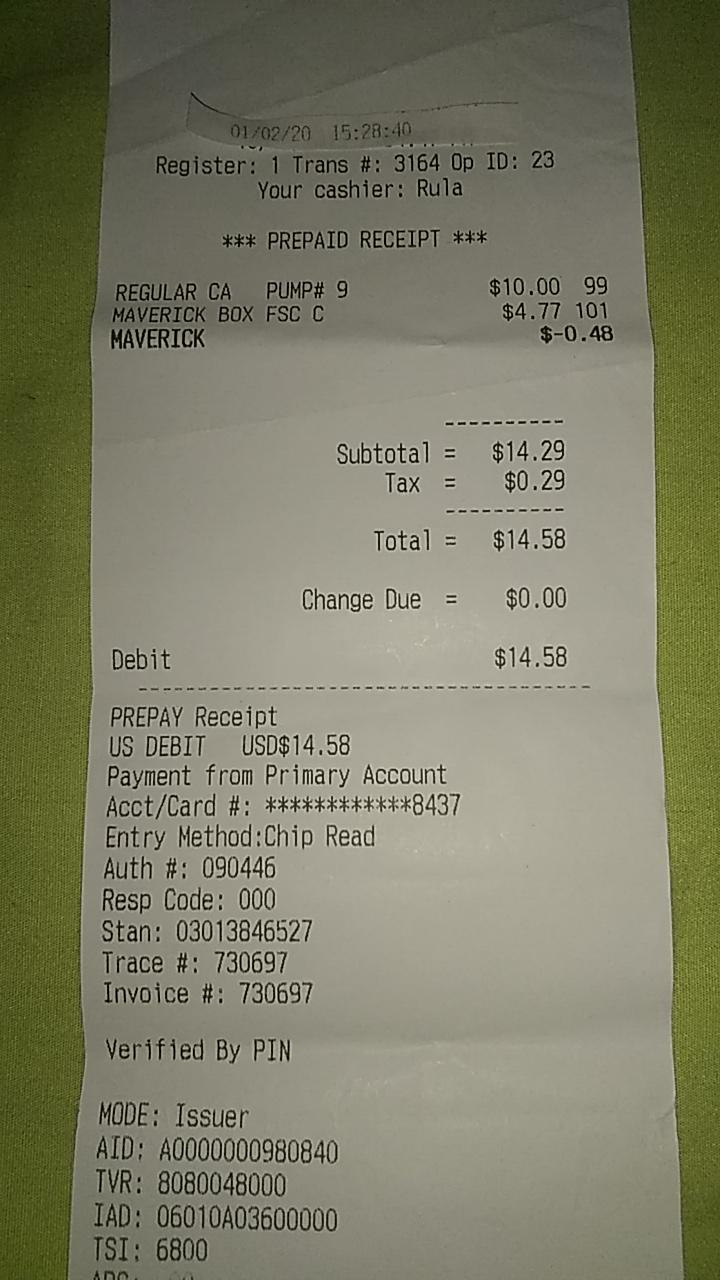 01/02/20 15:28:40
Register: 1 Trans #: 3164 Op ID: 23
Your cashier: Rula
*** PREPAID RECEIPT ***
REGULAR CA PUMP# 9 $10.00 99
MAVERICK BOX FSC C $4.77 101
MAVERICK $-0.48
----------
Subtotal = $14.29
Tax = $0.29
----------
Total = $14.58
Change Due = $0.00
Debit $14.58
--------------------------------------
PREPAY Receipt
US DEBIT USD$14.58
Payment from Primary Account
Acct/Card #: ************8437
Entry Method:Chip Read
Auth #: 090446
Resp Code: 000
Stan: 03013846527
Trace #: 730697
Invoice #: 730697
Verified By PIN
MODE: Issuer
AID: A0000000980840
TVR: 8080048000
IAD: 06010A03600000
TSI: 6800